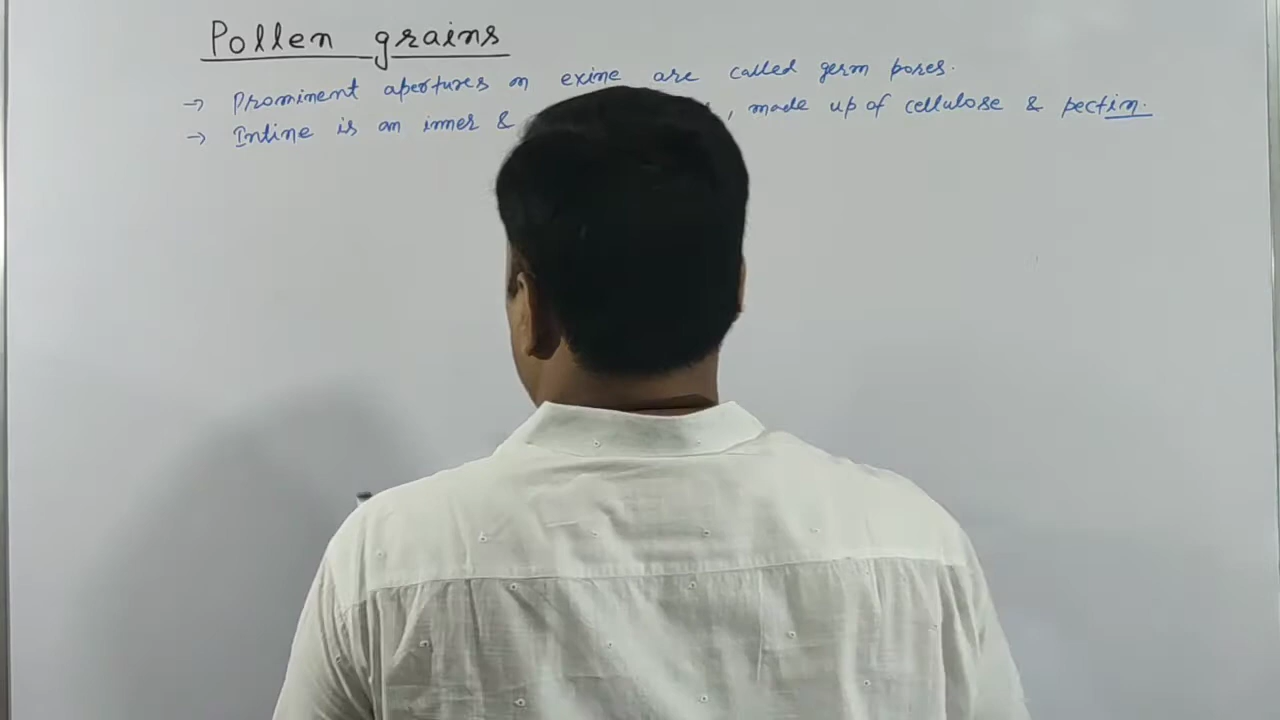 Pollen grains
→ Prominent apertures on exine are called germ pores.
→ Intine is an inner & , made up of cellulose & pectin.